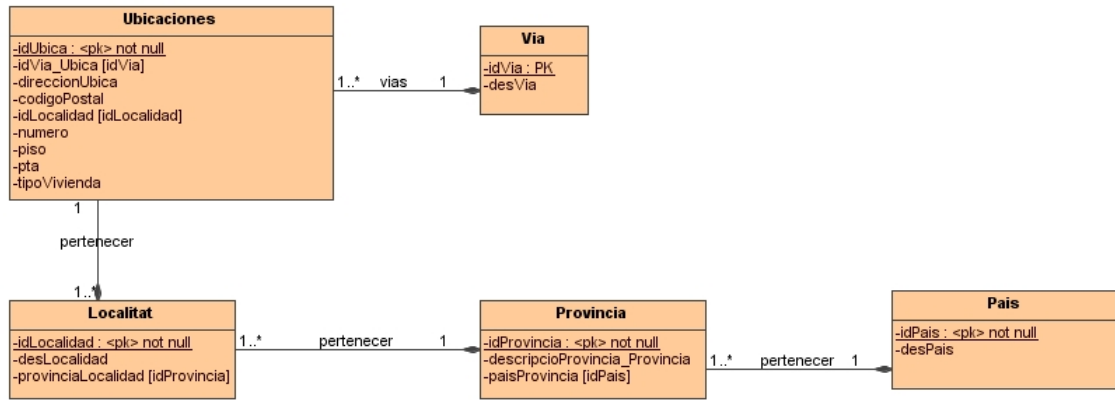 Ubicaciones
-idUbica : <pk> not null
-idVia_Ubica [idVia]
-direccionUbica
-codigoPostal
-idLocalidad [idLocalidad]
-numero
-piso
-pta
-tipoVivienda
1..* vias 1
Via
-idVia : PK
-desVia
1
pertenecer
1..*
Localitat
-idLocalidad : <pk> not null
-desLocalidad
-provinciaLocalidad [idProvincia]
1..* pertenecer 1
Provincia
-idProvincia : <pk> not null
-descripcioProvincia_Provincia
-paisProvincia [idPais]
1..* pertenecer 1
Pais
-idPais : <pk> not null
-desPais